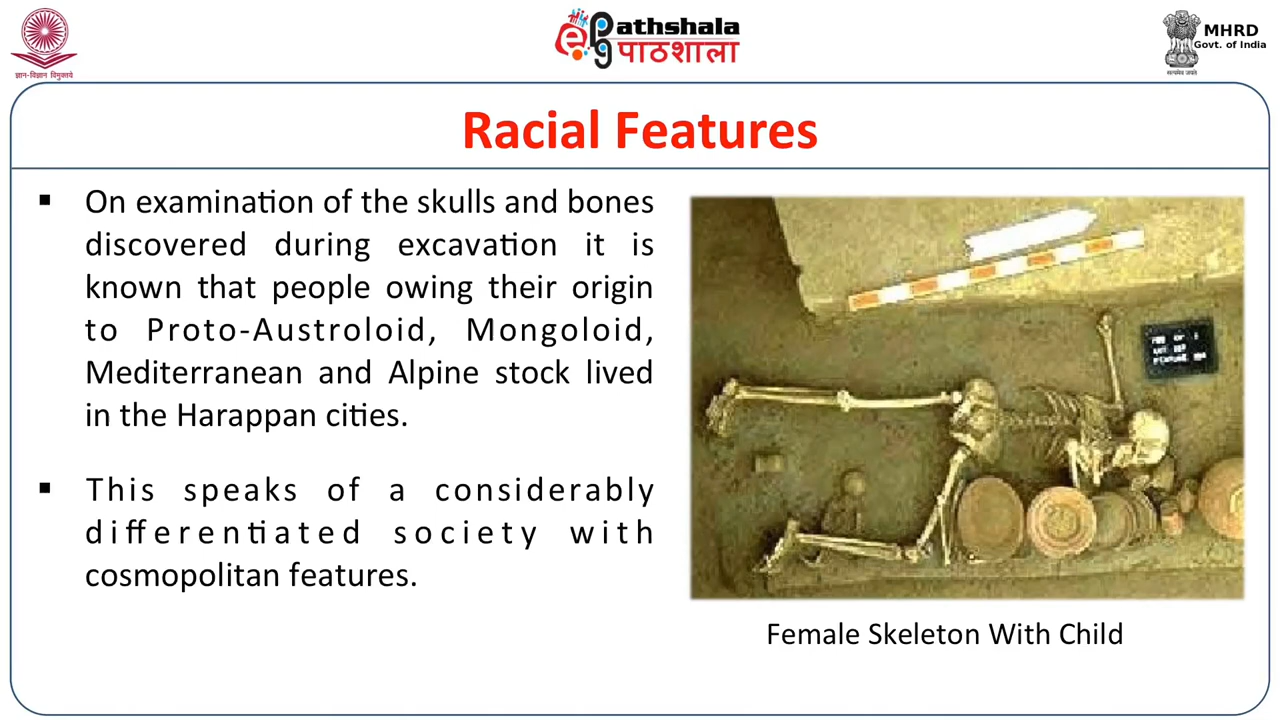 ज्ञान-विज्ञान विमुक्तये
ePathshala
पाठशाला
सत्यमेव जयते
MHRD
Govt. of India
Racial Features
▪ On examination of the skulls and bones
discovered during excavation it is
known that people owing their origin
to Proto-Austroloid, Mongoloid,
Mediterranean and Alpine stock lived
in the Harappan cities.
▪ This speaks of a considerably
differentiated society with
cosmopolitan features.
Female Skeleton With Child